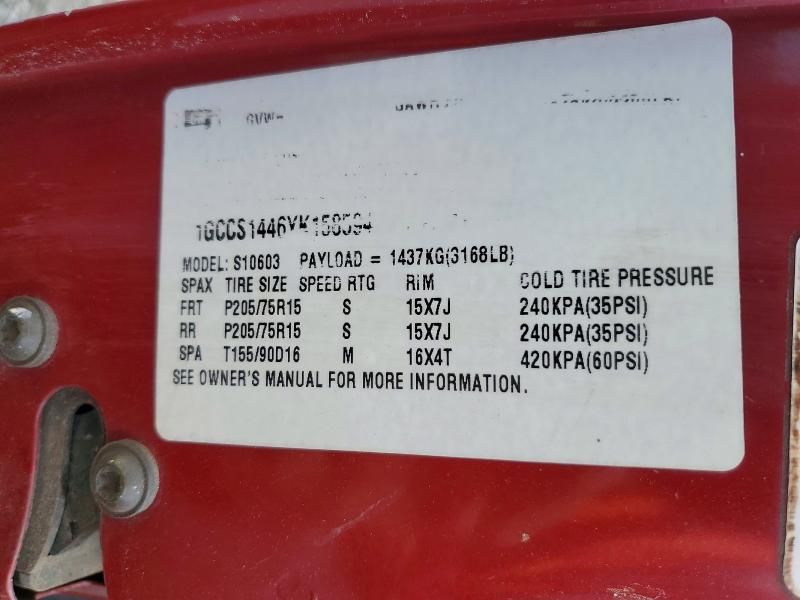 GVW
1GCCS1446YK158594
MODEL: S10603 PAYLOAD = 1437KG(3168LB)
SPAX TIRE SIZE SPEED RTG RIM COLD TIRE PRESSURE
FRT P205/75R15 S 15X7J 240KPA(35PSI)
RR P205/75R15 S 15X7J 240KPA(35PSI)
SPA T155/90D16 M 16X4T 420KPA(60PSI)
SEE OWNER'S MANUAL FOR MORE INFORMATION.